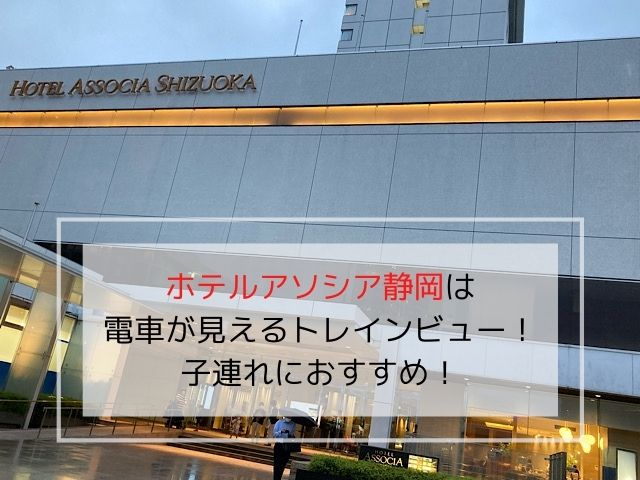 HOTEL ASSOCIA SHIZUOKA
ホテルアソシア静岡は
電車が見えるトレインビュー！
子連れにおすすめ！
HOTEL
ASSOCIA